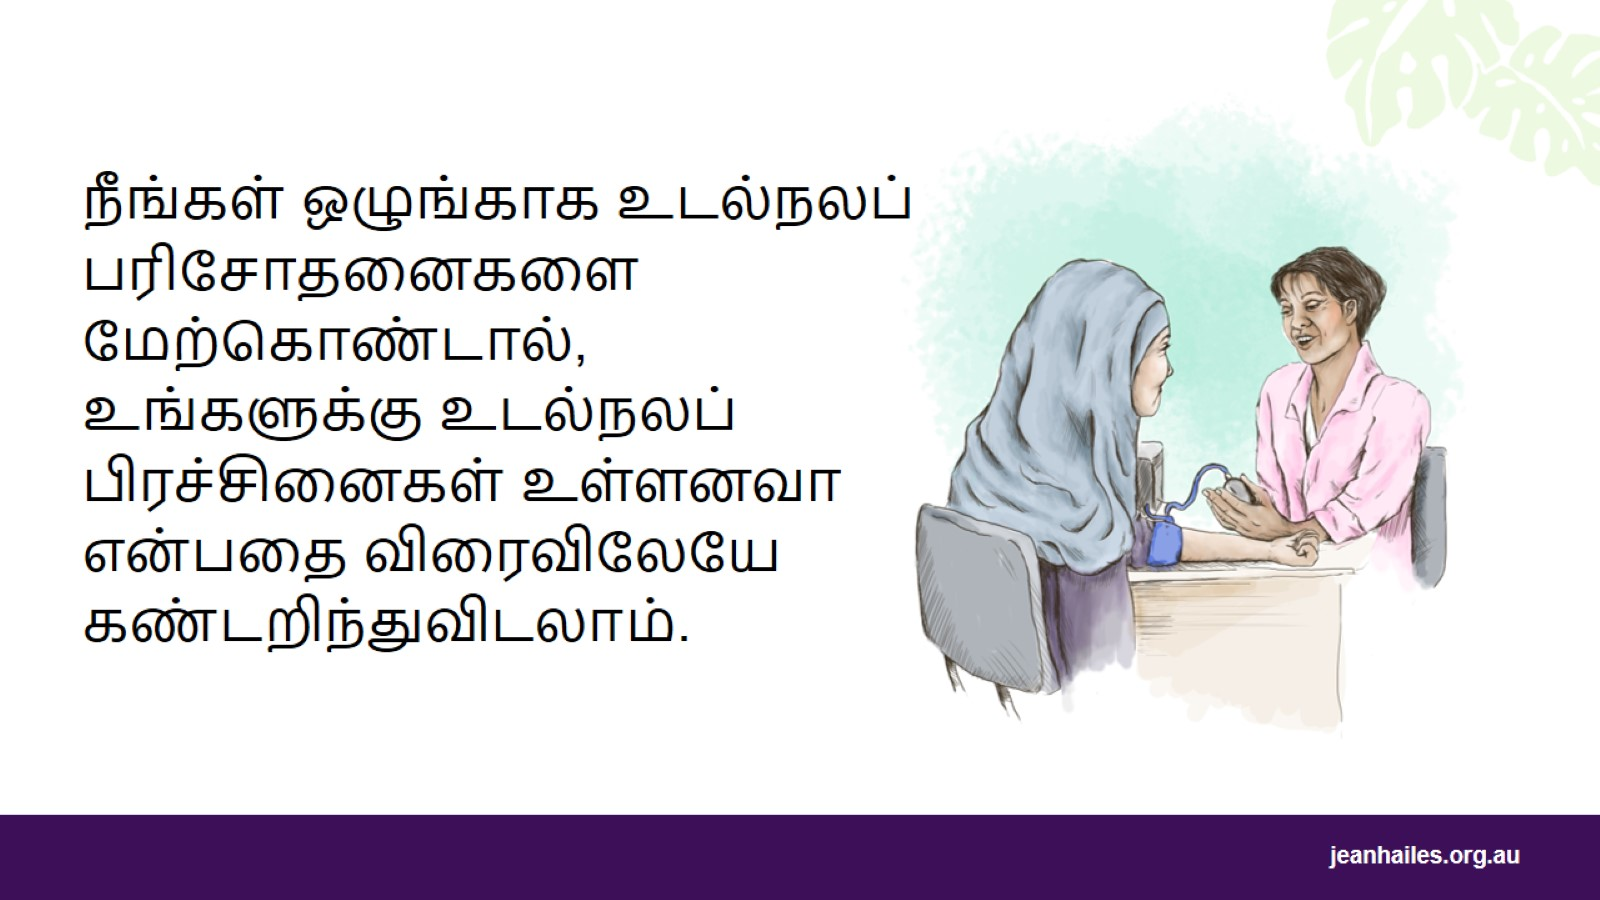 நீங்கள் ஒழுங்காக உடல்நலப்
பரிசோதனைகளை
மேற்கொண்டால்,
உங்களுக்கு உடல்நலப்
பிரச்சினைகள் உள்ளனவா
என்பதை விரைவிலேயே
கண்டறிந்துவிடலாம்.
jeanhailes.org.au